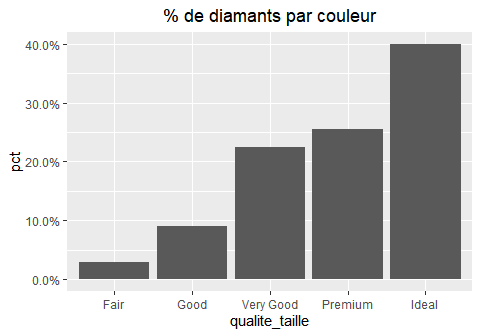 % de diamants par couleur
40.0%
30.0%
20.0%
10.0%
0.0%
pct
Fair Good Very Good Premium Ideal
qualite_taille